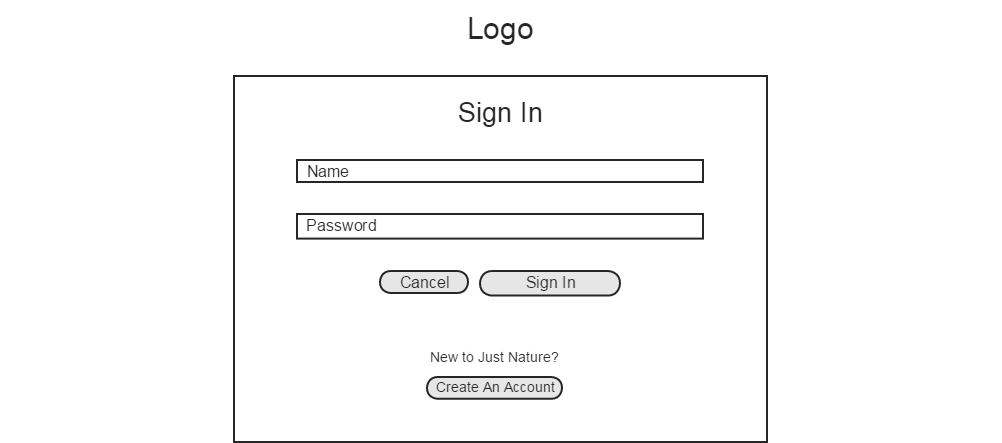 Logo
Sign In
Name
Password
Cancel Sign In
New to Just Nature?
Create An Account